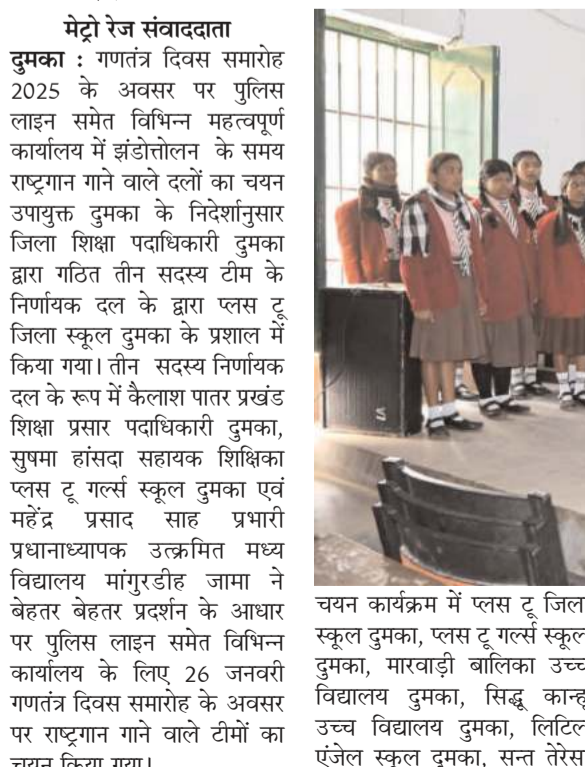 मेट्रो रेज संवाददाता
दुमका : गणतंत्र दिवस समारोह
2025 के अवसर पर पुलिस
लाइन समेत विभिन्न महत्वपूर्ण
कार्यालय में झंडोत्तोलन के समय
राष्ट्रगान गाने वाले दलों का चयन
उपायुक्त दुमका के निदेर्शानुसार
जिला शिक्षा पदाधिकारी दुमका
द्वारा गठित तीन सदस्य टीम के
निर्णायक दल के द्वारा प्लस टू
जिला स्कूल दुमका के प्रशाल में
किया गया। तीन सदस्य निर्णायक
दल के रूप में कैलाश पातर प्रखंड
शिक्षा प्रसार पदाधिकारी दुमका,
सुषमा हांसदा सहायक शिक्षिका
प्लस टू गर्ल्स स्कूल दुमका एवं
महेंद्र प्रसाद साह प्रभारी
प्रधानाध्यापक उत्क्रमित मध्य
विद्यालय मांगुरडीह जामा ने
बेहतर बेहतर प्रदर्शन के आधार
पर पुलिस लाइन समेत विभिन्न
कार्यालय के लिए 26 जनवरी
गणतंत्र दिवस समारोह के अवसर
पर राष्ट्रगान गाने वाले टीमों का
चयन किया गया।
चयन कार्यक्रम में प्लस टू जिला
स्कूल दुमका, प्लस टू गर्ल्स स्कूल
दुमका, मारवाड़ी बालिका उच्च
विद्यालय दुमका, सिद्धू कान्हू
उच्च विद्यालय दुमका, लिटिल
एंजेल स्कूल दुमका, सन्त तेरेसा